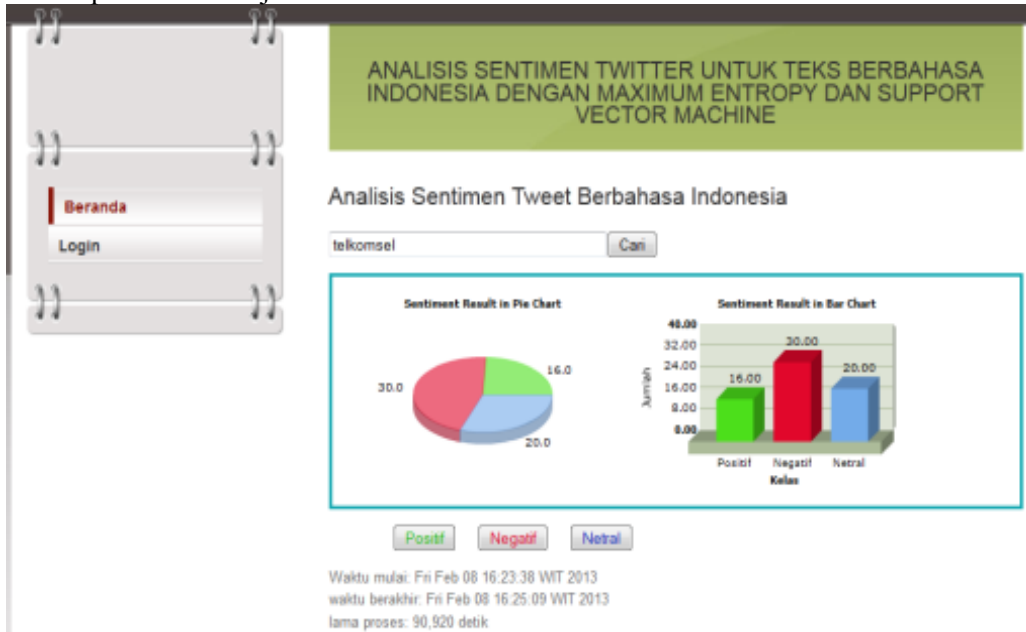 ANALISIS SENTIMEN TWITTER UNTUK TEKS BERBAHASA
INDONESIA DENGAN MAXIMUM ENTROPY DAN SUPPORT
VECTOR MACHINE
Beranda
Login
Analisis Sentimen Tweet Berbahasa Indonesia
telkomsel Cari
Sentiment Result in Pie Chart
30.0
16.0
20.0
Sentiment Result in Bar Chart
Jumlah
40.00
32.00
24.00
16.00
8.00
0.00
16.00
30.00
20.00
Positif Negatif Netral
Kelas
Positif Negatif Netral
Waktu mulai: Fri Feb 08 16:23:38 WIT 2013
waktu berakhir: Fri Feb 08 16:25:09 WIT 2013
lama proses: 90,920 detik